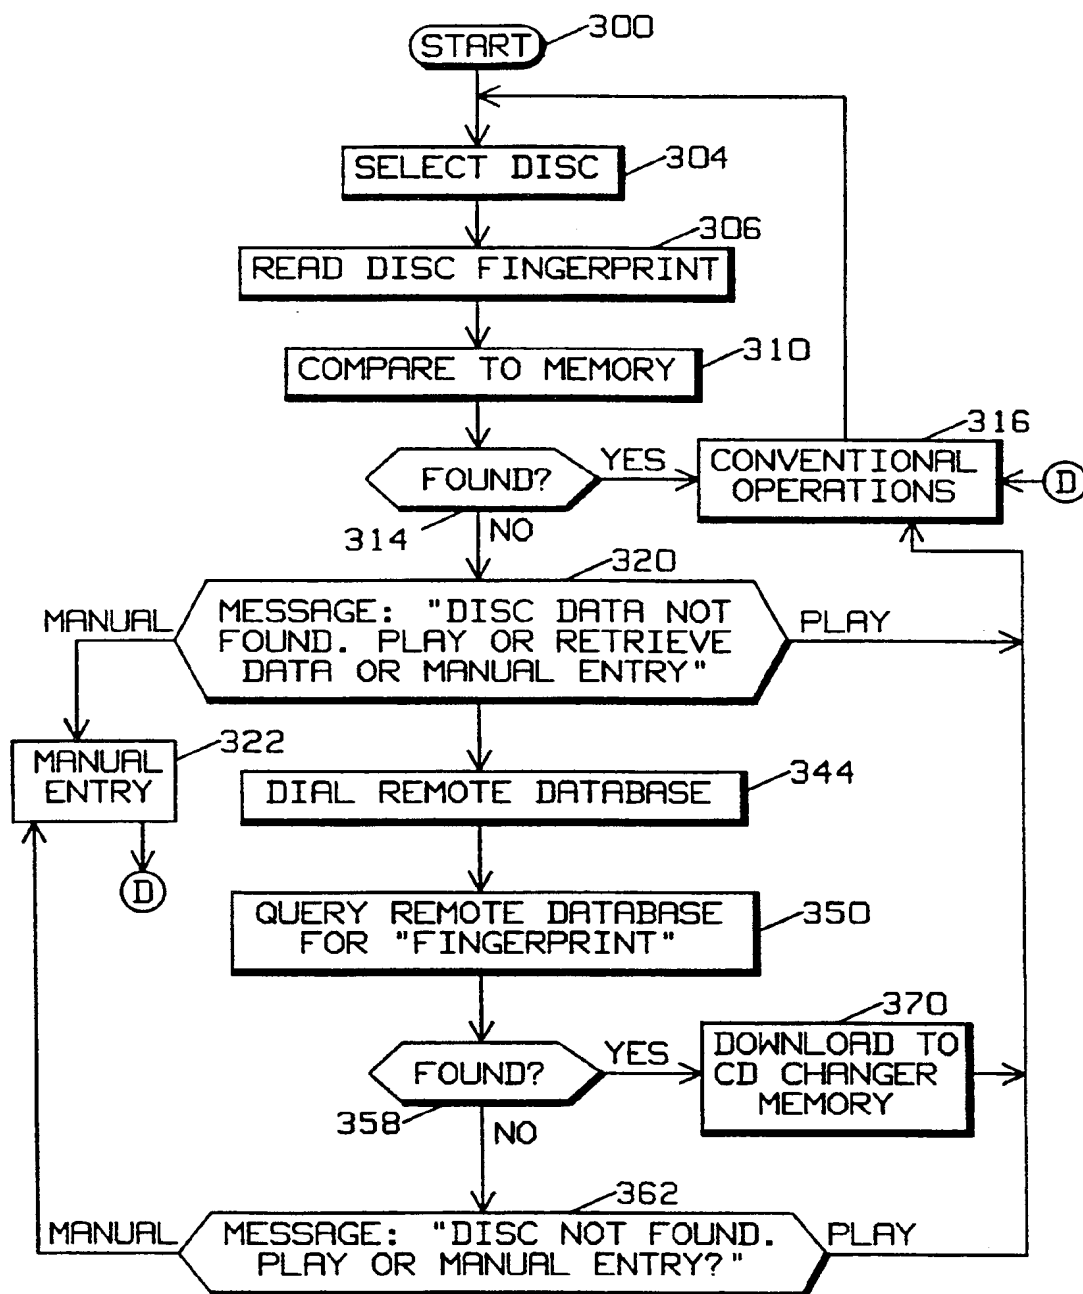 START
300
SELECT DISC
304
306
READ DISC FINGERPRINT
COMPARE TO MEMORY
310
316
FOUND?
YES
CONVENTIONAL
OPERATIONS
D
314
NO
320
MANUAL
MESSAGE: "DISC DATA NOT
FOUND. PLAY OR RETRIEVE
DATA OR MANUAL ENTRY"
PLAY
MANUAL
ENTRY
322
DIAL REMOTE DATABASE
344
D
QUERY REMOTE DATABASE
FOR "FINGERPRINT"
350
370
FOUND?
YES
DOWNLOAD TO
CD CHANGER
MEMORY
358
NO
362
MANUAL
MESSAGE: "DISC NOT FOUND.
PLAY OR MANUAL ENTRY?"
PLAY